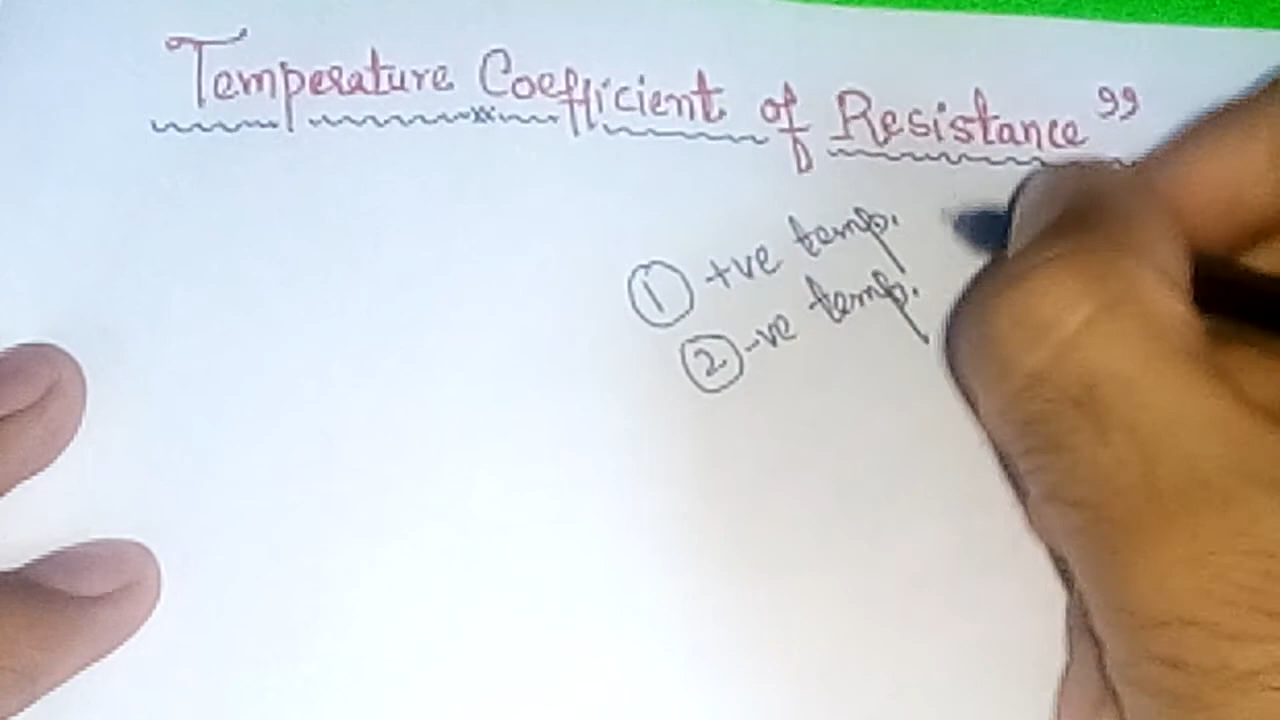 Temperature Coefficient of Resistance"
① +ve temp.
② -ve temp.